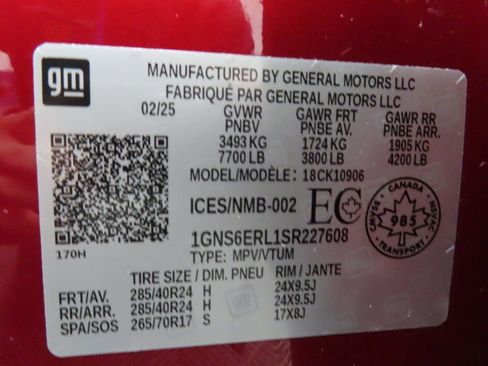 gm
MANUFACTURED BY GENERAL MOTORS LLC
FABRIQUÉ PAR GENERAL MOTORS LLC
02/25 GVWR GAWR FRT GAWR RR
PNBV PNBE AV. PNBE ARR.
3493 KG 1724 KG 1905 KG
7700 LB 3800 LB 4200 LB
MODEL/MODÈLE: 18CK10906
ICES/NMB-002 EC
CANADA
CMVSS NSVAC
985
1GNS6ERL1SR227608
170H
TYPE: MPV/VTUM
TIRE SIZE / DIM. PNEU RIM / JANTE
FRT/AV. 285/40R24 H 24X9.5J
RR/ARR. 285/40R24 H 24X9.5J
SPA/SOS 265/70R17 S 17X8J